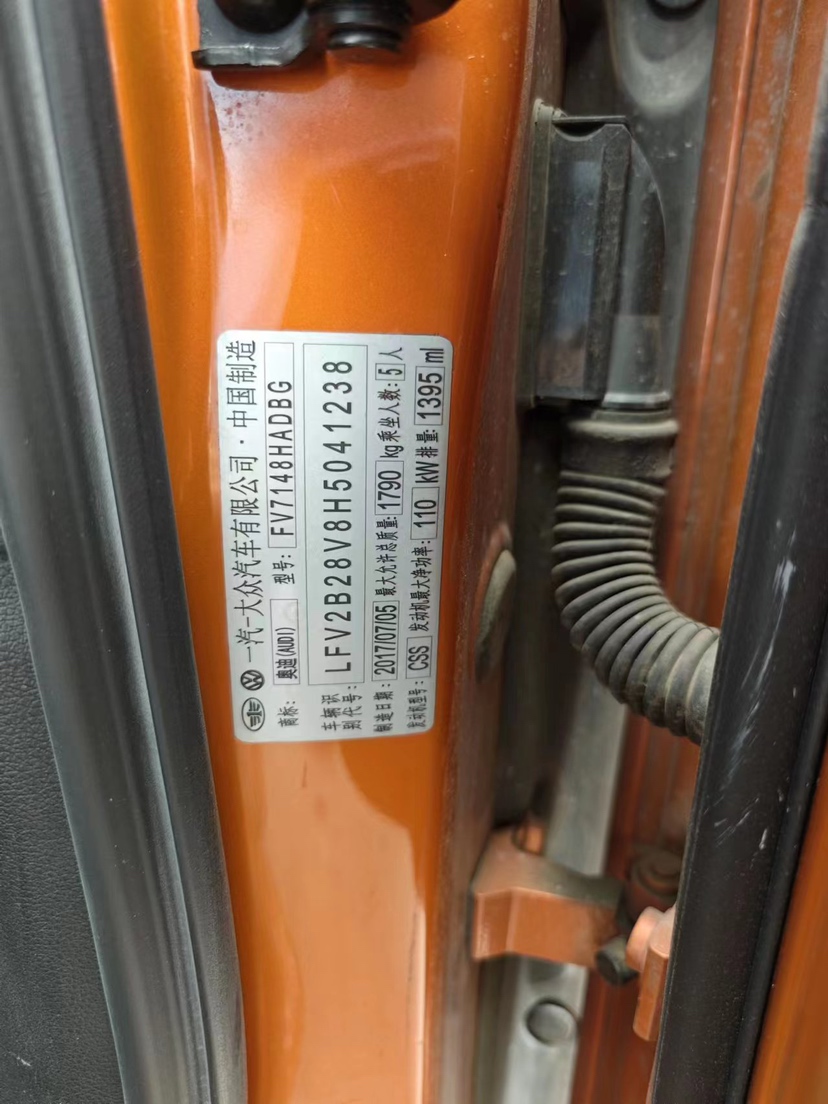 一汽-大众汽车有限公司·中国制造
商标: 奥迪(AUDI) 型号: FV7148HADBG
车辆识别代号: LFV2B28V8H5041238
制造日期: 2017/07/05 最大允许总质量: 1790 kg 乘坐人数: 5 人
发动机型号: CSS 发动机最大净功率: 110 kW 排量: 1395 ml